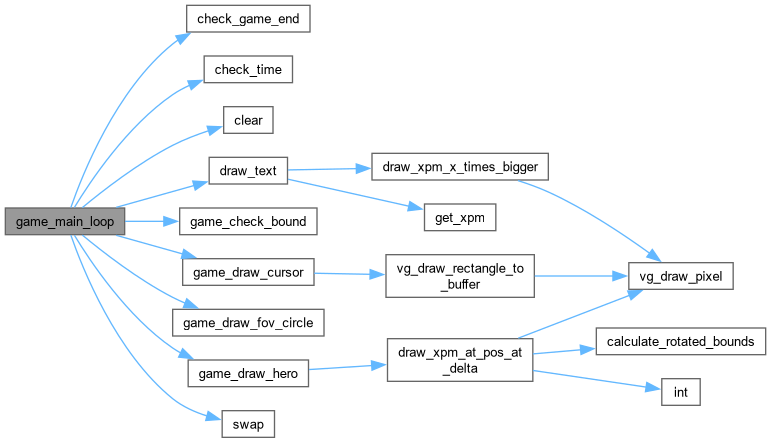 check_game_end
check_time
clear
draw_text
draw_xpm_x_times_bigger
get_xpm
game_main_loop
game_check_bound
game_draw_cursor
vg_draw_rectangle_to
_buffer
vg_draw_pixel
game_draw_fov_circle
game_draw_hero
draw_xpm_at_pos_at
_delta
calculate_rotated_bounds
int
swap